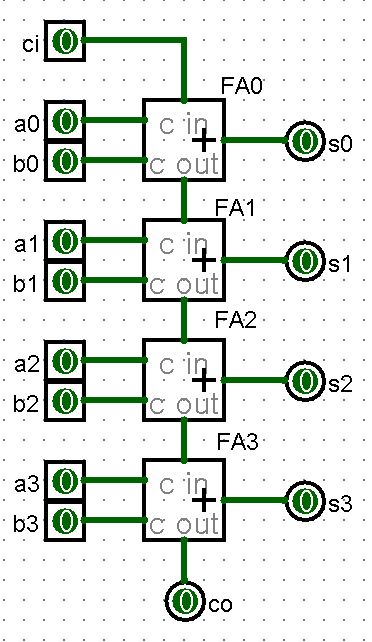 ci 0
FA0
a0 0 c in
+ 0 s0
b0 0 c out
FA1
a1 0 c in
+ 0 s1
b1 0 c out
FA2
a2 0 c in
+ 0 s2
b2 0 c out
FA3
a3 0 c in
+ 0 s3
b3 0 c out
0 co